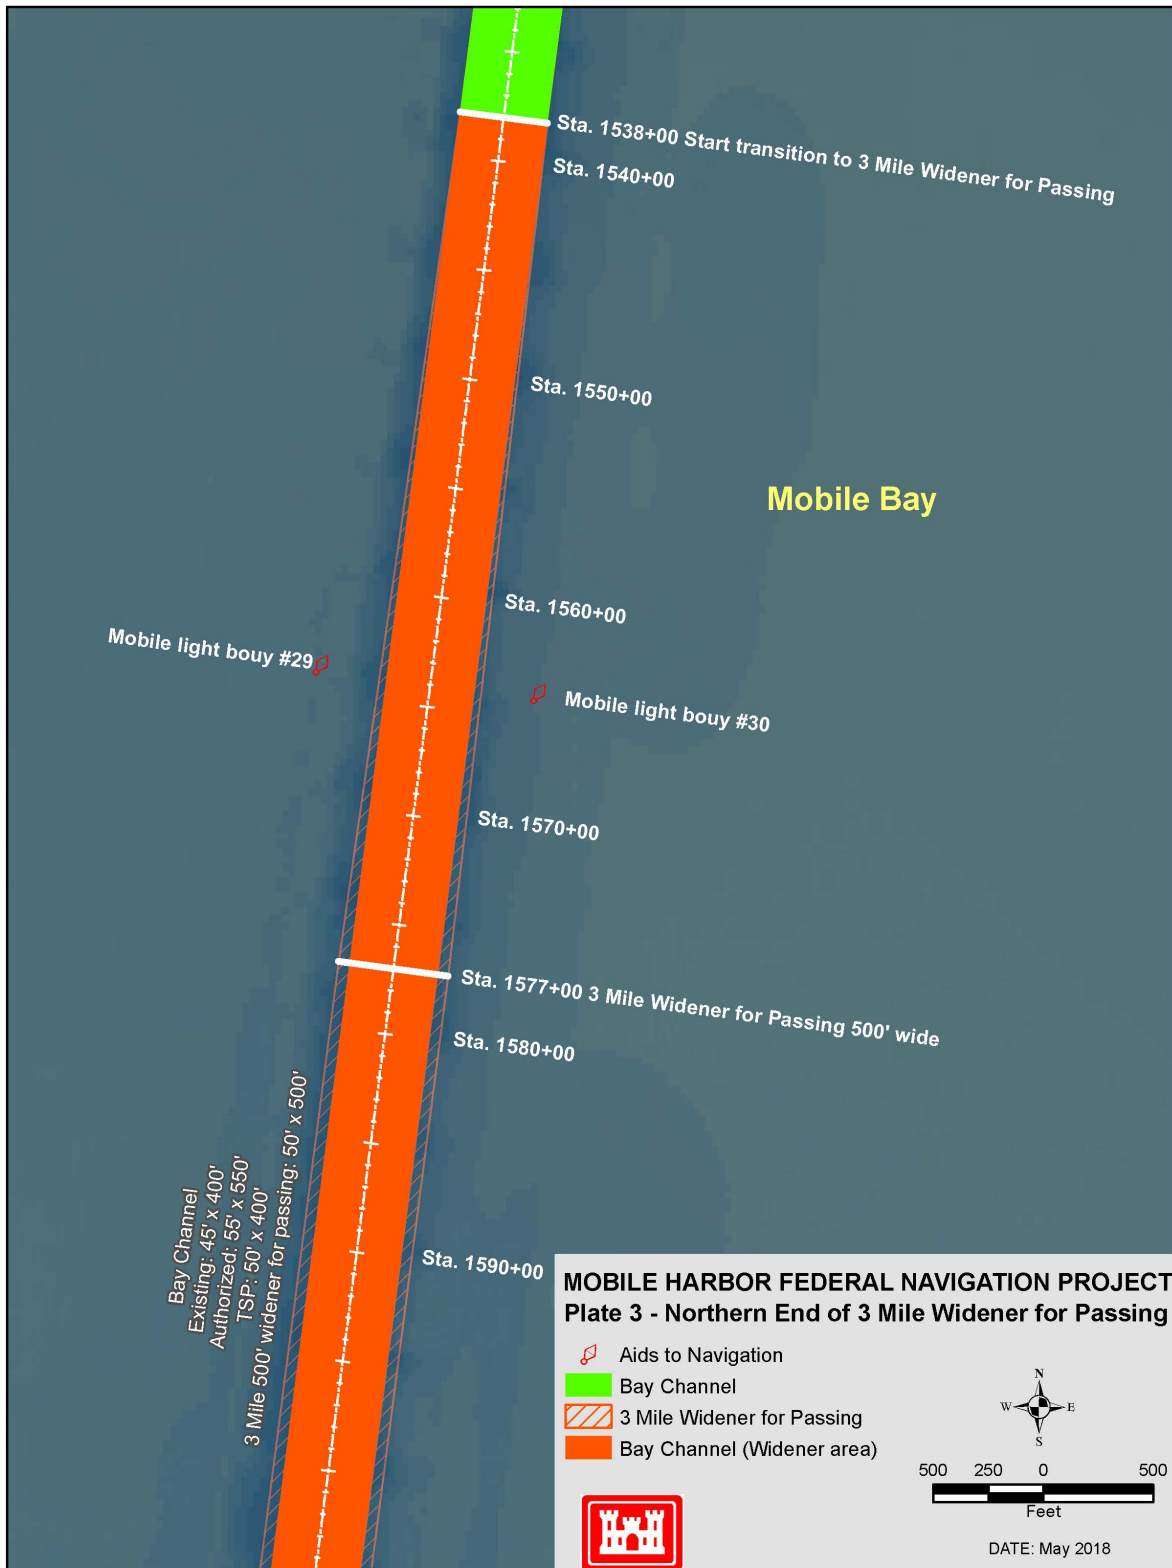 Sta. 1538+00 Start transition to 3 Mile Widener for Passing
Sta. 1540+00
Sta. 1550+00
Mobile Bay
Sta. 1560+00
Mobile light bouy #29
Mobile light bouy #30
Sta. 1570+00
Sta. 1577+00 3 Mile Widener for Passing 500' wide
Sta. 1580+00
Bay Channel
Existing: 45' x 400'
Authorized: 55' x 550'
TSP: 50' x 400'
3 Mile 500' widener for passing: 50' x 500'
Sta. 1590+00
MOBILE HARBOR FEDERAL NAVIGATION PROJECT
Plate 3 - Northern End of 3 Mile Widener for Passing
Aids to Navigation
Bay Channel
3 Mile Widener for Passing
Bay Channel (Widener area)
N
W E
S
500 250 0 500
Feet
DATE: May 2018